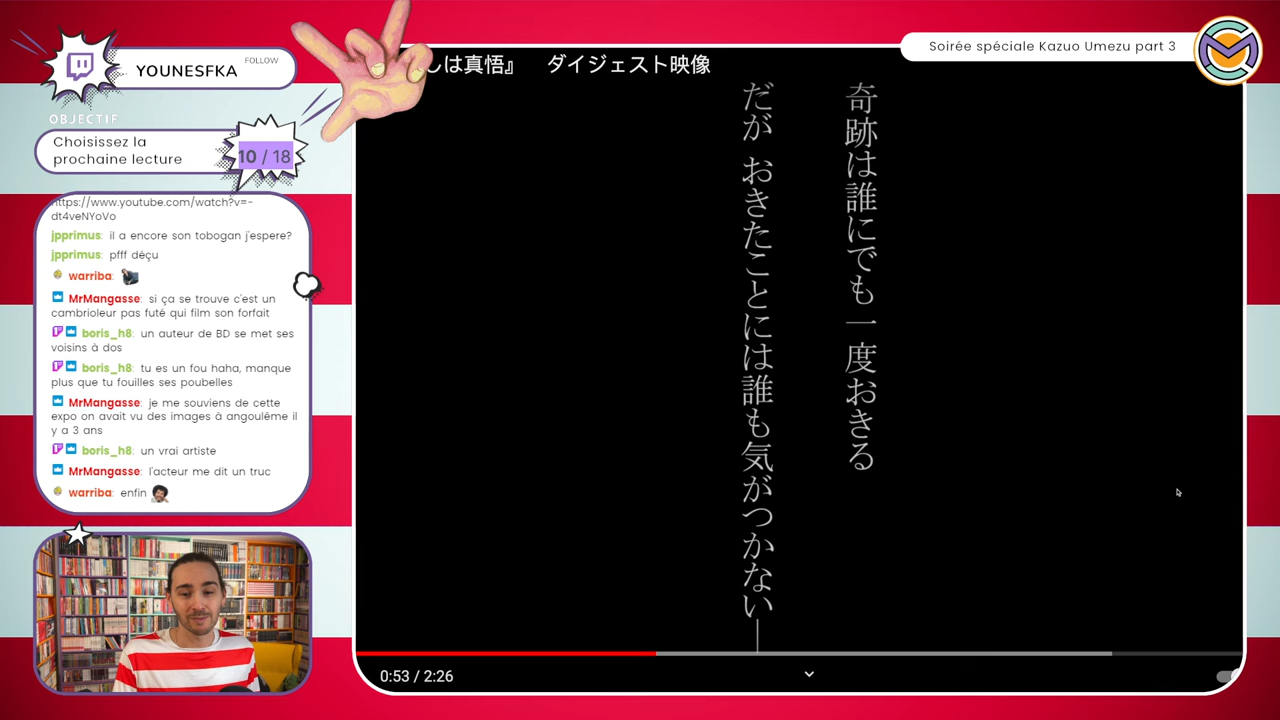 YOUNESFKA
FOLLOW
OBJECTIF
Choisissez la
prochaine lecture
10 / 18
https://www.youtube.com/watch?v=-
dt4veNYoVo
jpprimus: il a encore son tobogan j'espere?
jpprimus: pfff déçu
warriba:
MrMangasse: si ça se trouve c'est un
cambrioleur pas futé qui film son forfait
boris_h8: un auteur de BD se met ses
voisins à dos
boris_h8: tu es un fou haha, manque
plus que tu fouilles ses poubelles
MrMangasse: je me souviens de cette
expo on avait vu des images à angoulême il
y a 3 ans
boris_h8: un vrai artiste
MrMangasse: l'acteur me dit un truc
warriba: enfin
Soirée spéciale Kazuo Umezu part 3
しは真悟』 ダイジェスト映像
奇跡は誰にでも一度おきる
だが おきたことには誰も気がつかない―
0:53 / 2:26